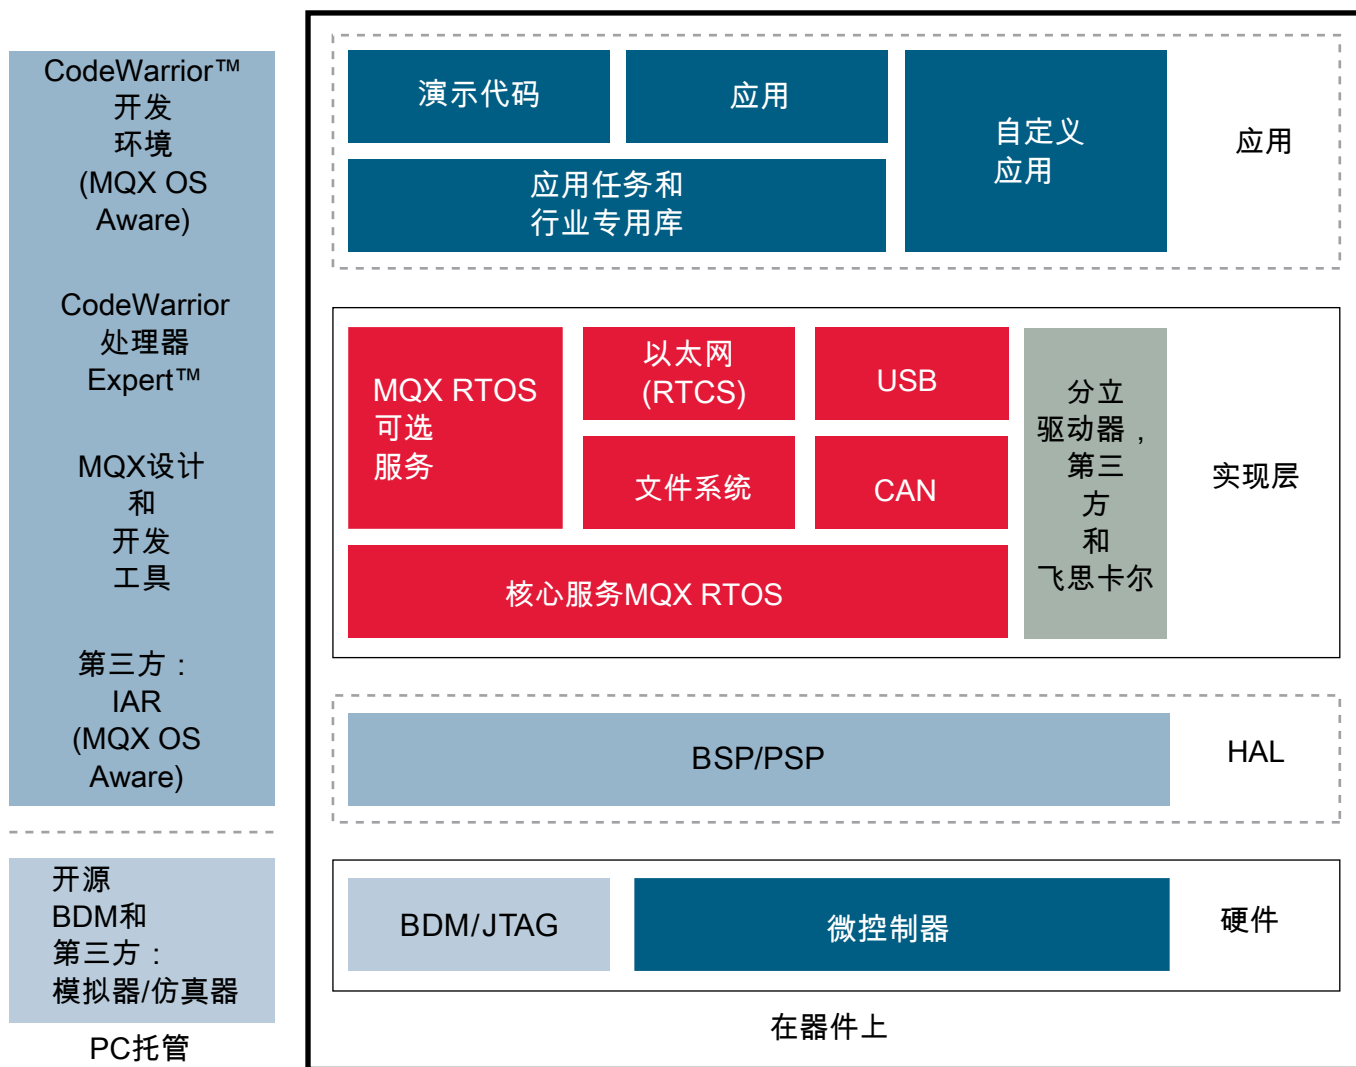 CodeWarrior™
开发
环境
(MQX OS
Aware)
CodeWarrior
处理器
Expert™
MQX设计
和
开发
工具
第三方：
IAR
(MQX OS
Aware)
开源
BDM和
第三方：
模拟器/仿真器
PC托管
演示代码
应用
自定义
应用
应用任务和
行业专用库
应用
MQX RTOS
可选
服务
以太网
(RTCS)
USB
文件系统
CAN
核心服务MQX RTOS
分立
驱动器，
第三
方
和
飞思卡尔
实现层
BSP/PSP
HAL
BDM/JTAG
微控制器
硬件
在器件上